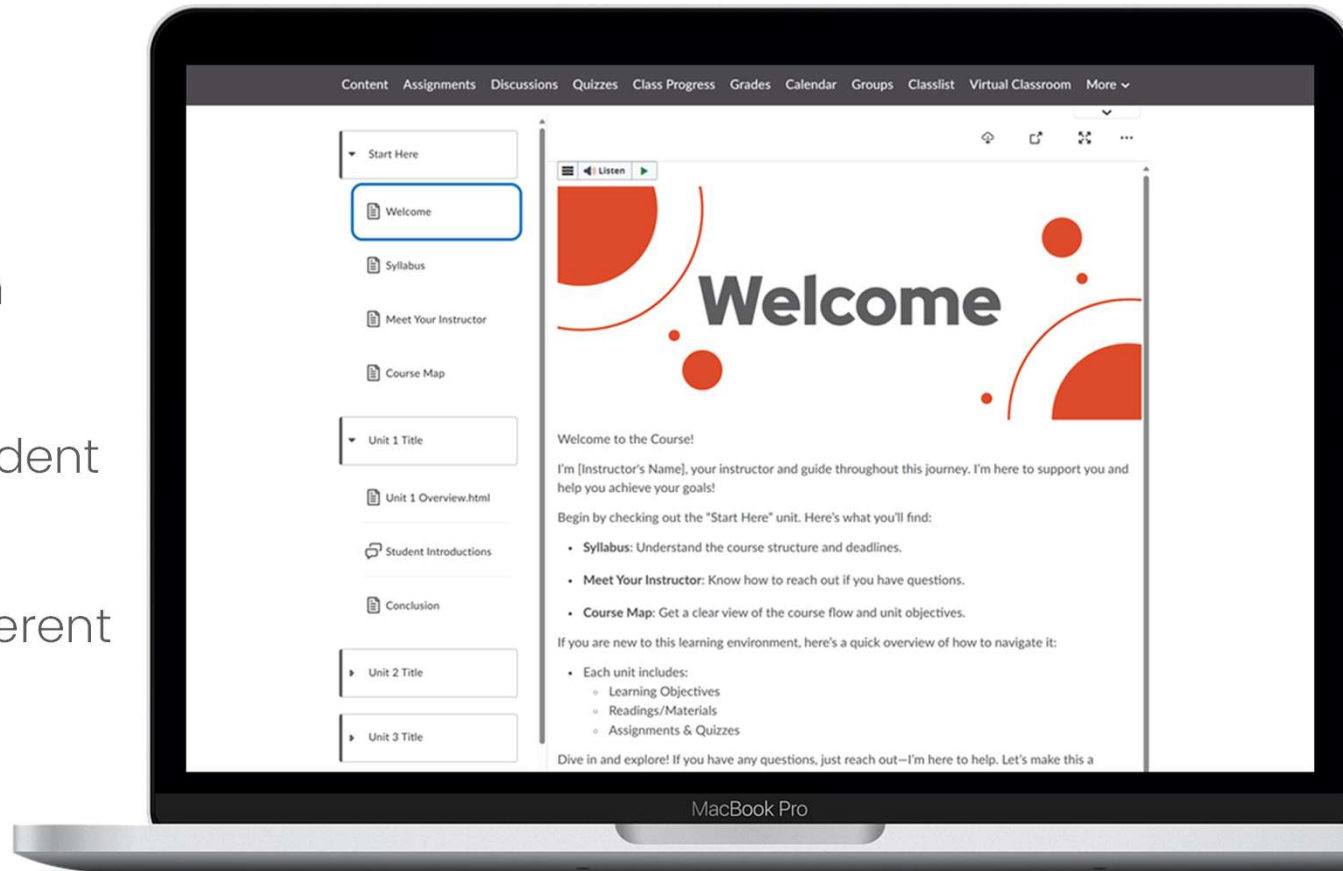 dent
erent
Content Assignments Discussions Quizzes Class Progress Grades Calendar Groups Classlist Virtual Classroom More
Start Here
Welcome
Syllabus
Meet Your Instructor
Course Map
Unit 1 Title
Unit 1 Overview.html
Student Introductions
Conclusion
Unit 2 Title
Unit 3 Title
Listen
Welcome
Welcome to the Course!
I'm [Instructor's Name], your instructor and guide throughout this journey. I'm here to support you and
help you achieve your goals!
Begin by checking out the "Start Here" unit. Here's what you'll find:
• Syllabus: Understand the course structure and deadlines.
• Meet Your Instructor: Know how to reach out if you have questions.
• Course Map: Get a clear view of the course flow and unit objectives.
If you are new to this learning environment, here's a quick overview of how to navigate it:
• Each unit includes:
◦ Learning Objectives
◦ Readings/Materials
◦ Assignments & Quizzes
Dive in and explore! If you have any questions, just reach out—I'm here to help. Let's make this a
MacBook Pro